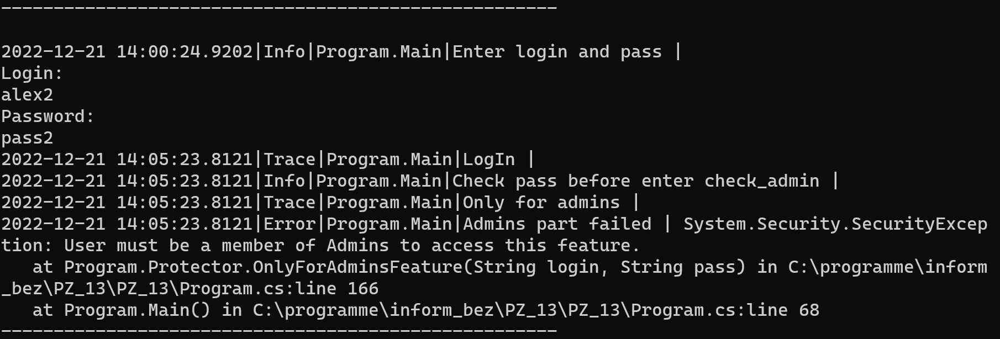 -----------------------------------------------------
2022-12-21 14:00:24.9202|Info|Program.Main|Enter login and pass |
Login:
alex2
Password:
pass2
2022-12-21 14:05:23.8121|Trace|Program.Main|LogIn |
2022-12-21 14:05:23.8121|Info|Program.Main|Check pass before enter check_admin |
2022-12-21 14:05:23.8121|Trace|Program.Main|Only for admins |
2022-12-21 14:05:23.8121|Error|Program.Main|Admins part failed | System.Security.SecurityExcep
tion: User must be a member of Admins to access this feature.
   at Program.Protector.OnlyForAdminsFeature(String login, String pass) in C:\programme\inform
_bez\PZ_13\PZ_13\Program.cs:line 166
   at Program.Main() in C:\programme\inform_bez\PZ_13\PZ_13\Program.cs:line 68
-----------------------------------------------------